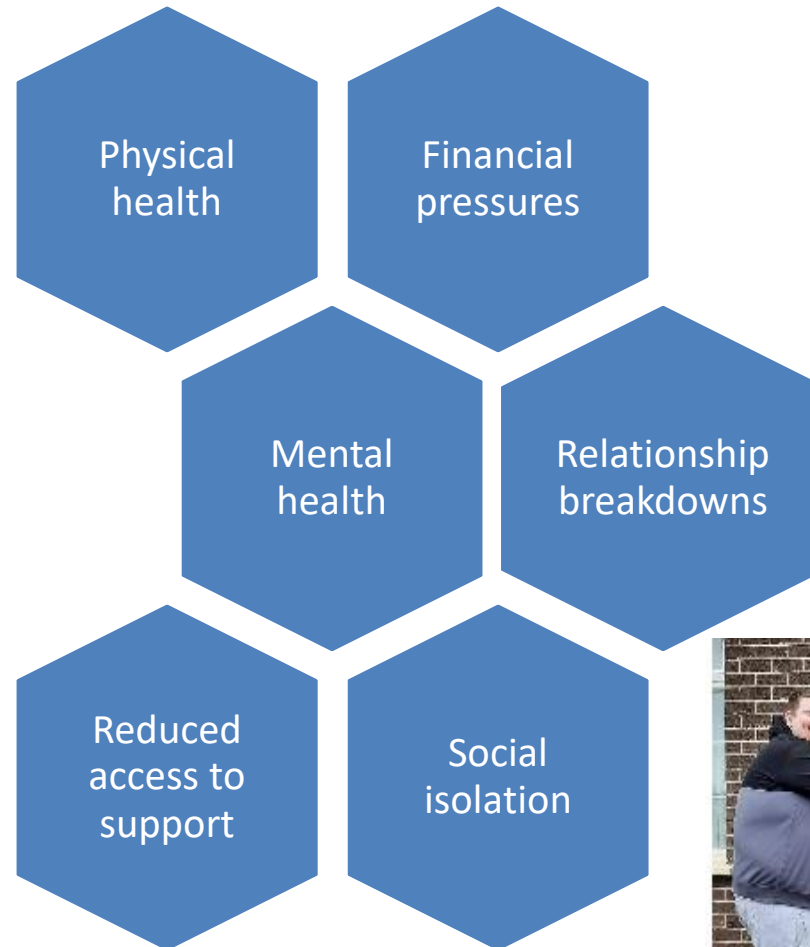 Physical
health
Financial
pressures
Mental
health
Relationship
breakdowns
Reduced
access to
support
Social
isolation